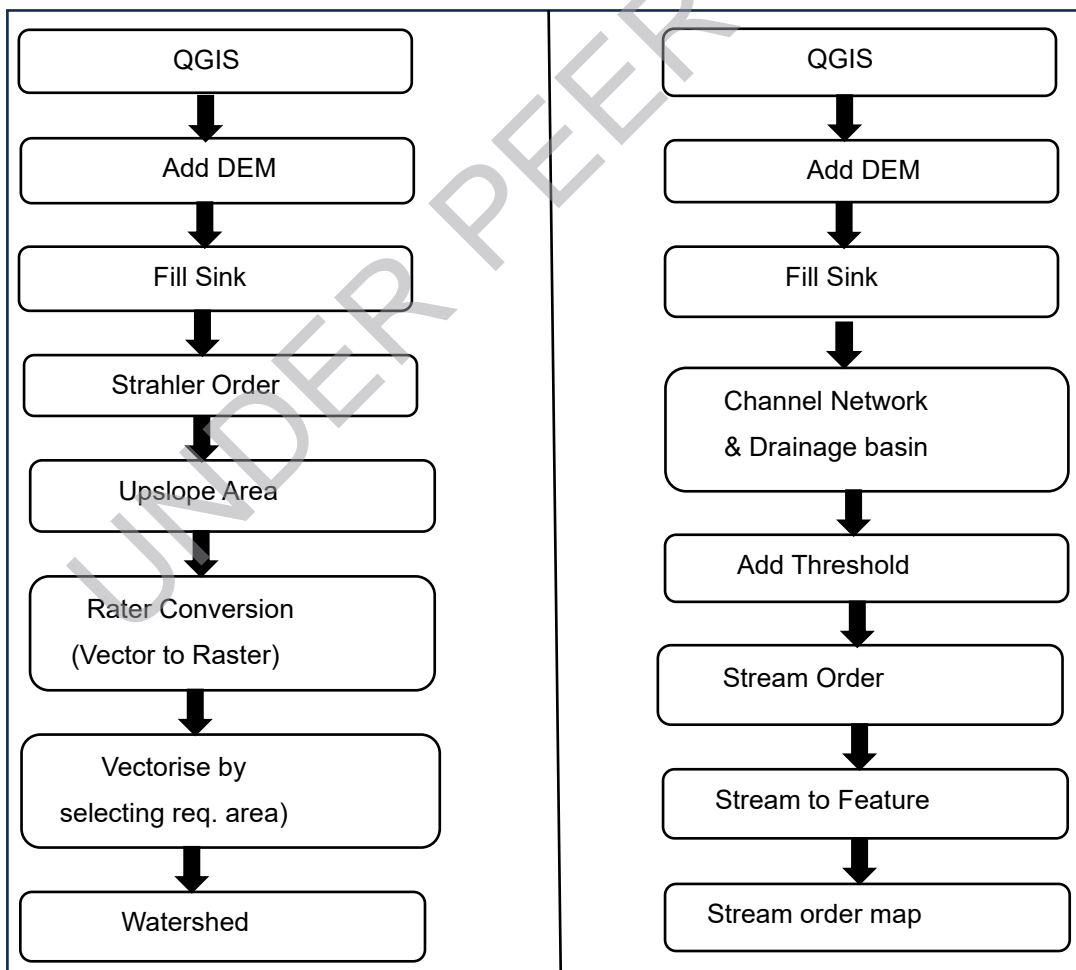 QGIS
Add DEM
Fill Sink
Strahler Order
Upslope Area
Rater Conversion
(Vector to Raster)
Vectorise by
selecting req. area)
Watershed
QGIS
Add DEM
Fill Sink
Channel Network
& Drainage basin
Add Threshold
Stream Order
Stream to Feature
Stream order map
UNDER PEER